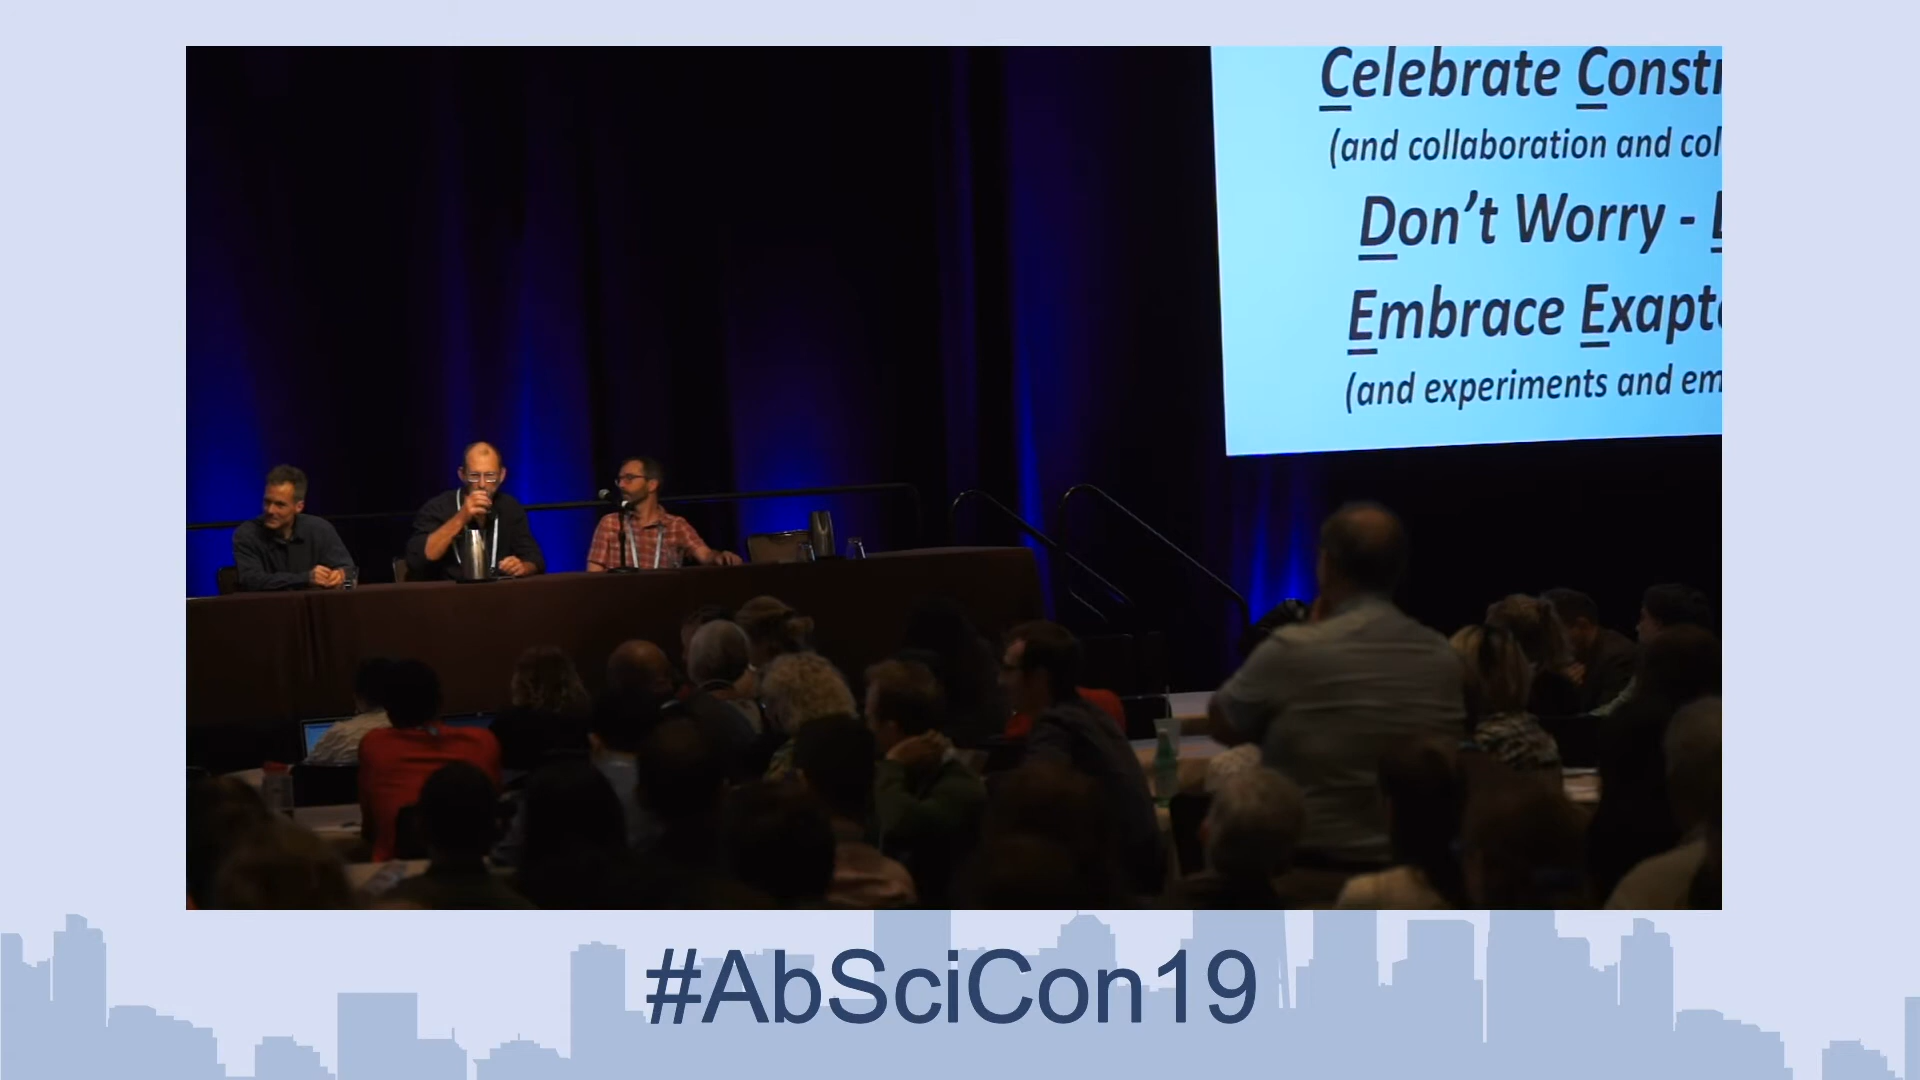 Celebrate Constr
(and collaboration and col
Don't Worry -
Embrace Exapt
(and experiments and em
#AbSciCon19